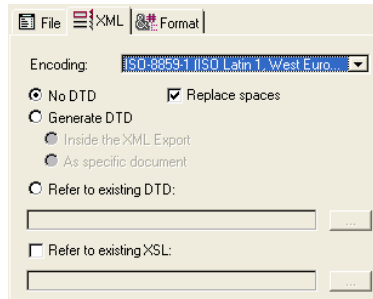 File XML Format
Encoding: ISO-8859-1 (ISO Latin 1, West Euro...
No DTD Replace spaces
Generate DTD
Inside the XML Export
As specific document
Refer to existing DTD:
...
Refer to existing XSL:
...